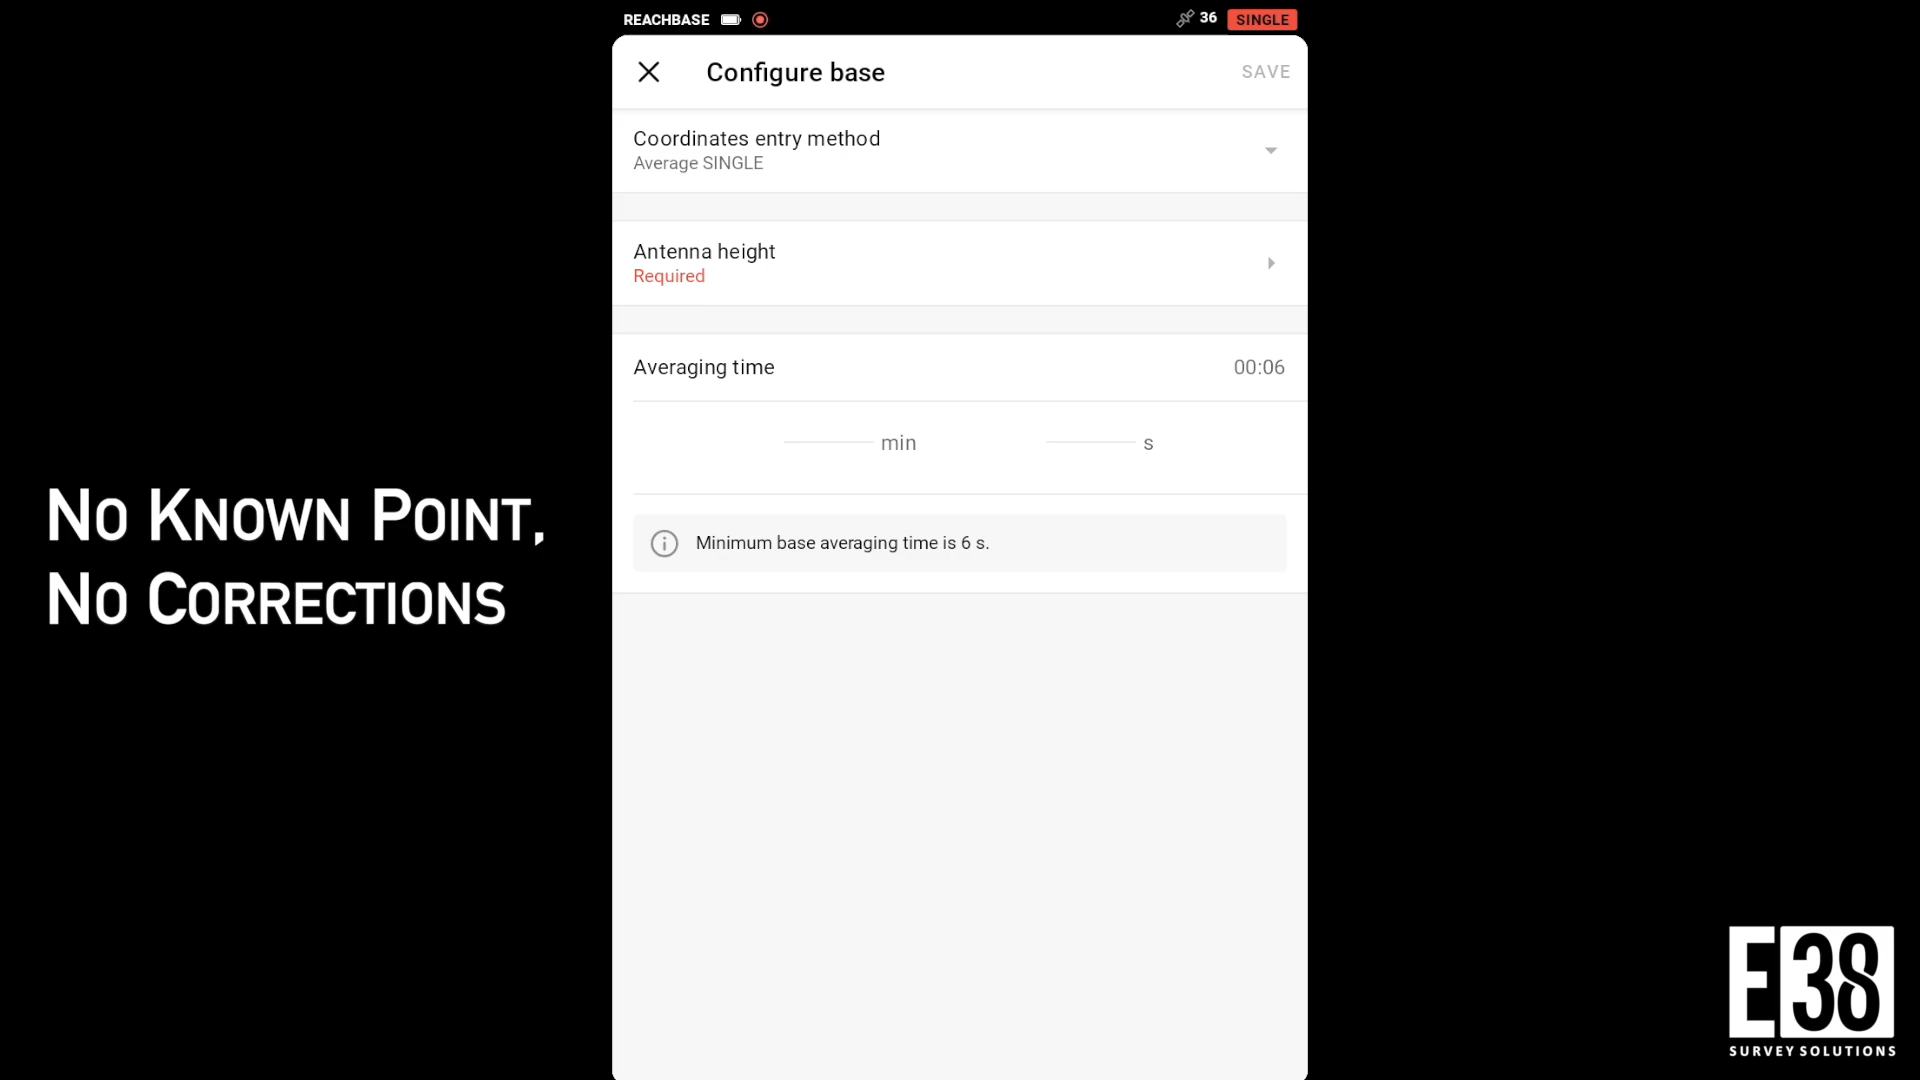 REACHBASE
36 SINGLE
Configure base
SAVE
Coordinates entry method
Average SINGLE
Antenna height
Required
Averaging time
00:06
min
s
Minimum base averaging time is 6 s.
No Known Point,
No Corrections
E38
SURVEY SOLUTIONS